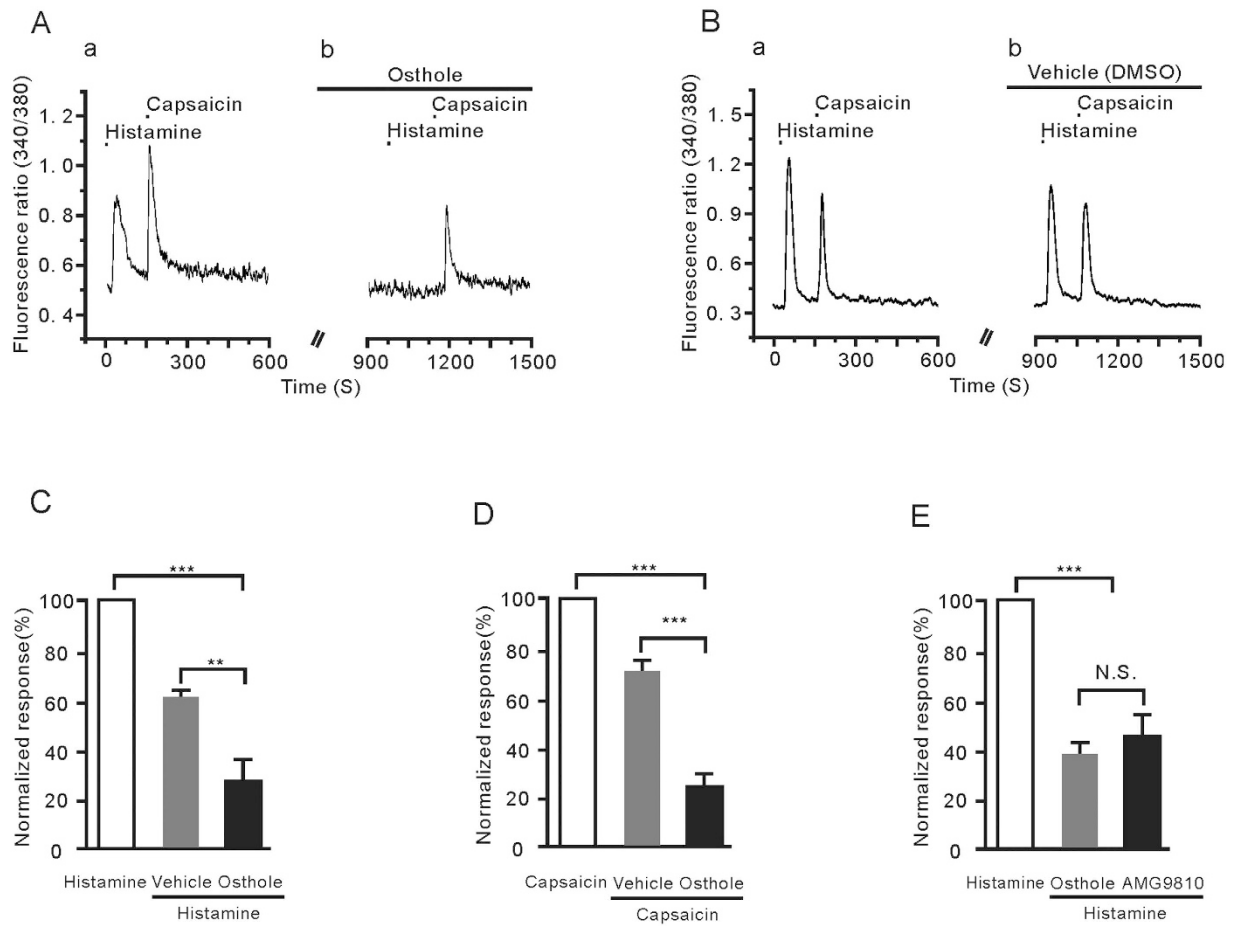 A
a
b
Osthole
Capsaicin
Histamine
Capsaicin
Histamine
Fluorescence ratio (340/380)
1.2
1.0
0.8
0.6
0.4
0
300
600
900
1200
1500
Time (S)
B
a
b
Vehicle (DMSO)
Capsaicin
Histamine
Capsaicin
Histamine
Fluorescence ratio (340/380)
1.5
1.2
0.9
0.6
0.3
0
300
600
900
1200
1500
Time (S)
C
***
**
Normalized response(%)
100
80
60
40
20
0
Histamine Vehicle Osthole
Histamine
D
***
***
Normalized response(%)
100
80
60
40
20
0
Capsaicin Vehicle Osthole
Capsaicin
E
***
N.S.
Normalized response(%)
100
80
60
40
20
0
Histamine Osthole AMG9810
Histamine